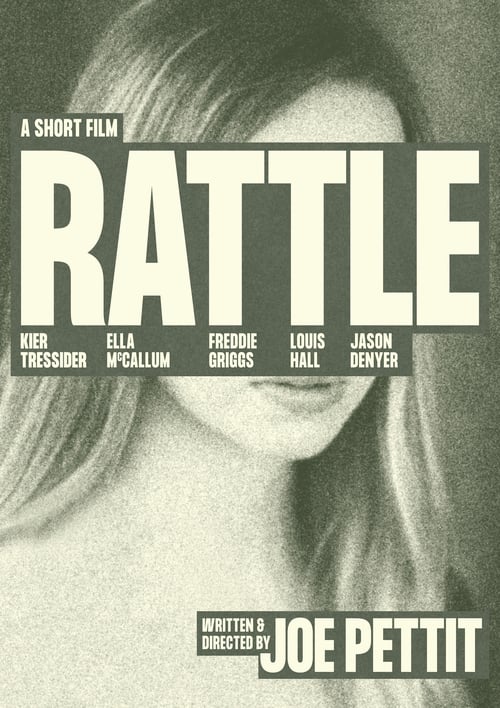 A SHORT FILM
RATTLE
KIER TRESSIDER
ELLA McCALLUM
FREDDIE GRIGGS
LOUIS HALL
JASON DENYER
WRITTEN &
DIRECTED BY
JOE PETTIT